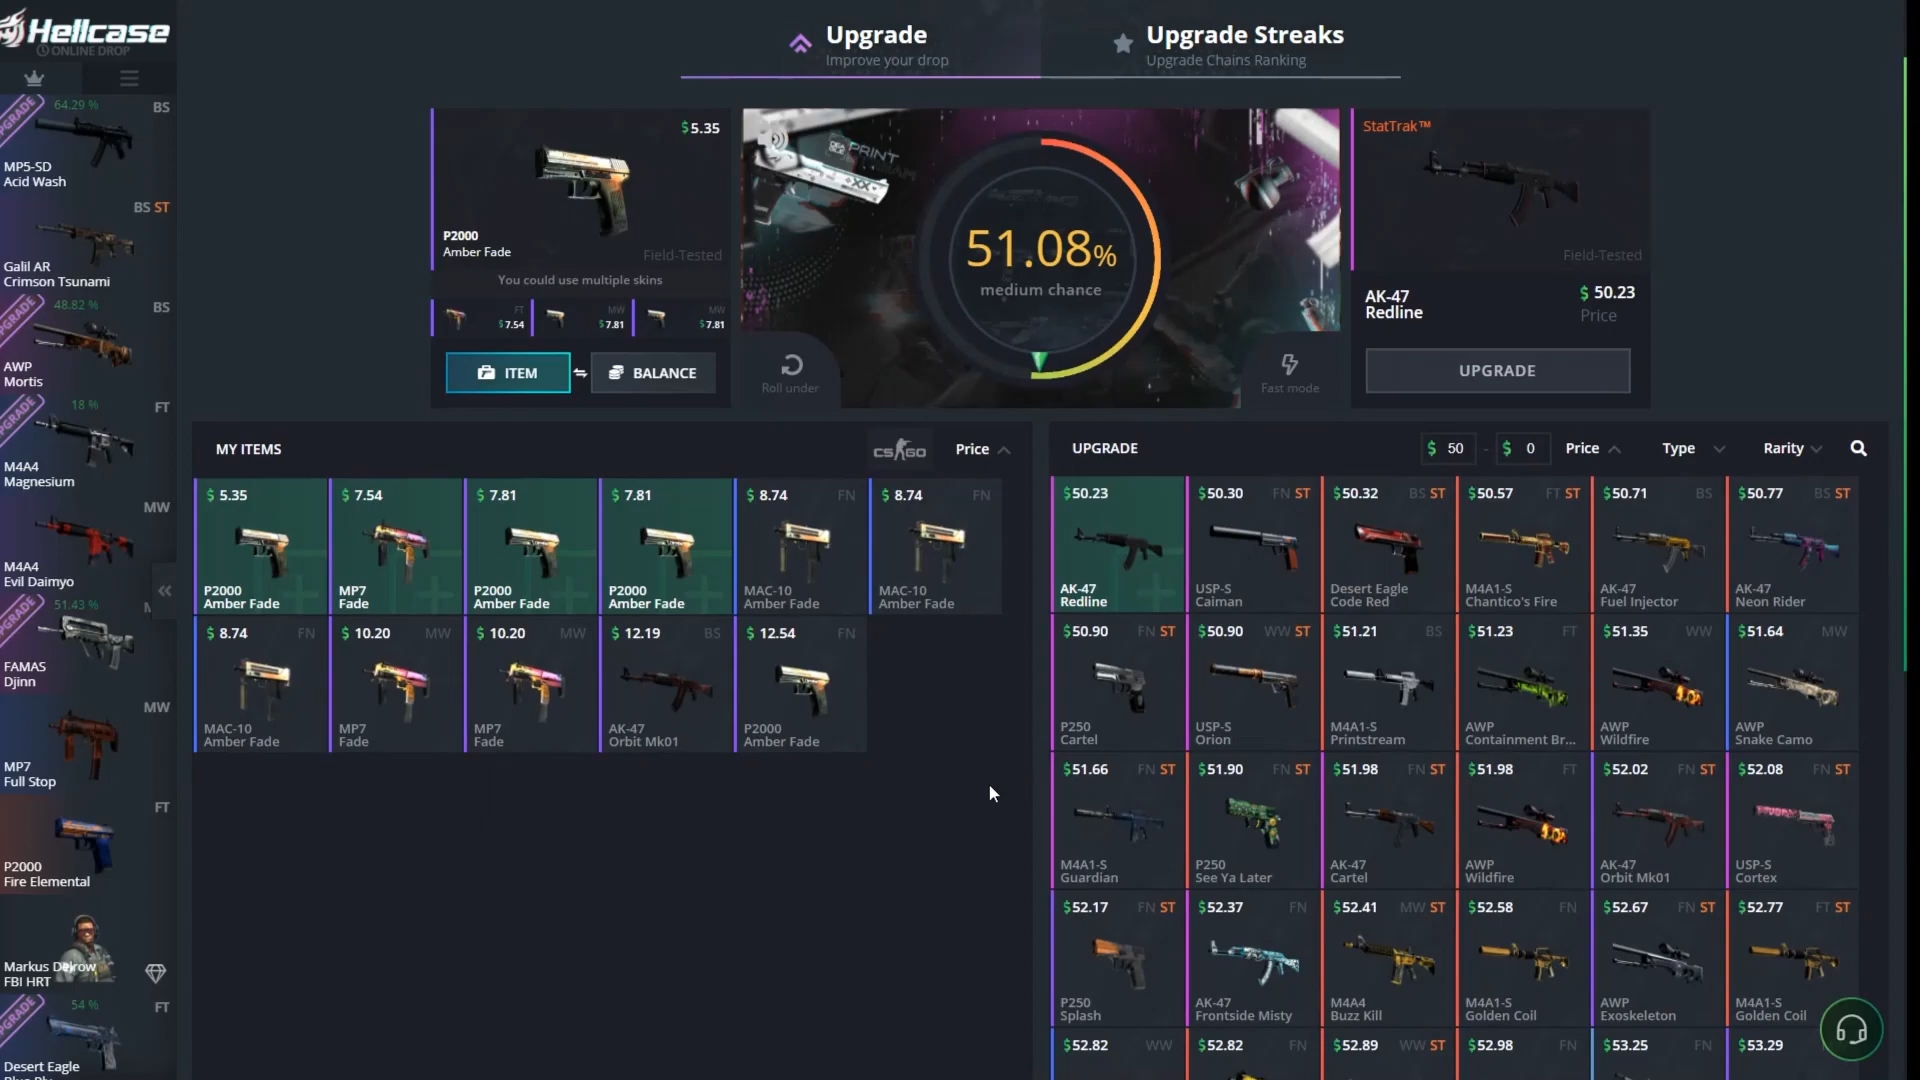 Hellcase
ONLINE DROP
Upgrade
Improve your drop
Upgrade Streaks
Upgrade Chains Ranking
64.29 %
BS
MP5-SD
Acid Wash
BS ST
Galil AR
Crimson Tsunami
48.82 %
BS
AWP
Mortis
18 %
FT
M4A4
Magnesium
MW
M4A4
Evil Daimyo
51.43 %
FAMAS
Djinn
MW
MP7
Full Stop
FT
P2000
Fire Elemental
Markus Delrow
FBI HRT
54 %
FT
Desert Eagle
$ 5.35
P2000
Amber Fade
Field-Tested
You could use multiple skins
FT
$ 7.54
MW
$ 7.81
MW
$ 7.81
ITEM
BALANCE
PRINT
51.08%
medium chance
Roll under
Fast mode
StatTrak™
Field-Tested
AK-47
Redline
$ 50.23
Price
UPGRADE
MY ITEMS
CS:GO
Price
$ 5.35
P2000
Amber Fade
$ 7.54
MP7
Fade
$ 7.81
P2000
Amber Fade
$ 7.81
P2000
Amber Fade
$ 8.74 FN
MAC-10
Amber Fade
$ 8.74 FN
MAC-10
Amber Fade
$ 8.74 FN
MAC-10
Amber Fade
$ 10.20 MW
MP7
Fade
$ 10.20 MW
MP7
Fade
$ 12.19 BS
AK-47
Orbit Mk01
$ 12.54 FN
P2000
Amber Fade
UPGRADE
$ 50 - $ 0
Price
Type
Rarity
$50.23
AK-47
Redline
$50.30 FN ST
USP-S
Caiman
$50.32 BS ST
Desert Eagle
Code Red
$50.57 FT ST
M4A1-S
Chantico's Fire
$50.71 BS
AK-47
Fuel Injector
$50.77 BS ST
AK-47
Neon Rider
$50.90 FN ST
P250
Cartel
$50.90 WW ST
USP-S
Orion
$51.21 BS
M4A1-S
Printstream
$51.23 FT
AWP
Containment Br...
$51.35 WW
AWP
Wildfire
$51.64 MW
AWP
Snake Camo
$51.66 FN ST
M4A1-S
Guardian
$51.90 FN ST
P250
See Ya Later
$51.98 FN ST
AK-47
Cartel
$51.98 FT
AWP
Wildfire
$52.02 FN ST
AK-47
Orbit Mk01
$52.08 FN ST
USP-S
Cortex
$52.17 FN ST
P250
Splash
$52.37 FN
AK-47
Frontside Misty
$52.41 MW ST
M4A4
Buzz Kill
$52.58 FN
M4A1-S
Golden Coil
$52.67 FN ST
AWP
Exoskeleton
$52.77 FT ST
M4A1-S
Golden Coil
$52.82 WW
$52.82 FN
$52.89 WW ST
$52.98 FN
$53.25 FN
$53.29